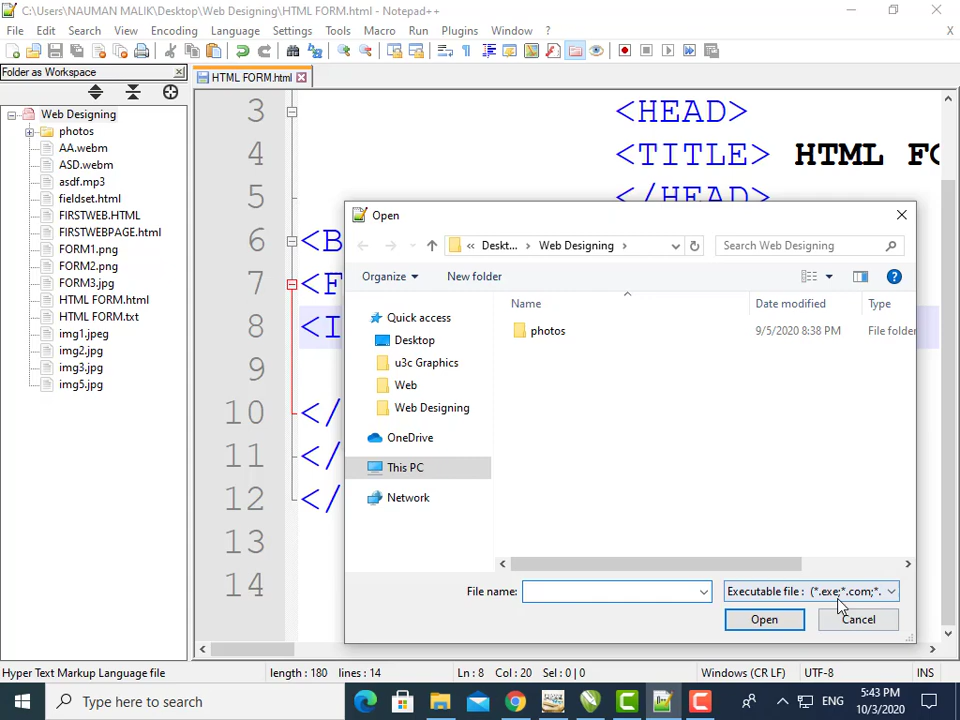 C:\Users\NAUMAN MALIK\Desktop\Web Designing\HTML FORM.html - Notepad++
File Edit Search View Encoding Language Settings Tools Macro Run Plugins Window ? X
Folder as Workspace
HTML FORM.html
Web Designing
photos
AA.webm
ASD.webm
asdf.mp3
fieldset.html
FIRSTWEB.HTML
FIRSTWEBPAGE.html
FORM1.png
FORM2.png
FORM3.jpg
HTML FORM.html
HTML FORM.txt
img1.jpeg
img2.jpg
img3.jpg
img5.jpg
3 <HEAD>
4 <TITLE> HTML FO
5 </HEAD>
6 <B
7 <F
8 <I
9
10 </
11 </
12 </
13
14
Open
« Deskt... › Web Designing ›
Search Web Designing
Organize
New folder
Name Date modified Type
photos 9/5/2020 8:38 PM File folder
Quick access
Desktop
u3c Graphics
Web
Web Designing
OneDrive
This PC
Network
File name:
Executable file : (*.exe;*.com;*.
Open Cancel
Hyper Text Markup Language file length : 180 lines : 14 Ln : 8 Col : 20 Sel : 0 | 0 Windows (CR LF) UTF-8 INS
Type here to search
ENG
5:43 PM
10/3/2020